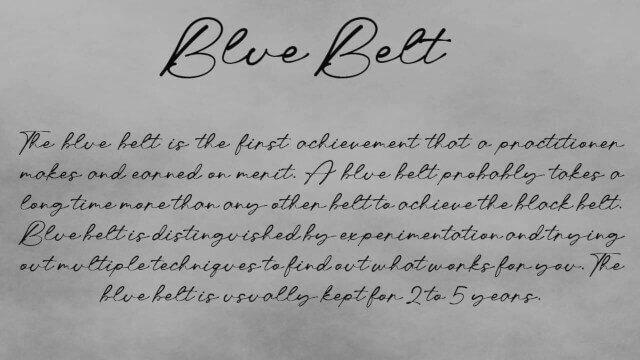 Blue Belt
The blue belt is the first achievement that a practitioner
makes and earned on merit. A blue belt probably takes a
long time more than any other belt to achieve the black belt.
Blue belt is distinguished by experimentation and trying
out multiple techniques to find out what works for you. The
blue belt is usually kept for 2 to 5 years.